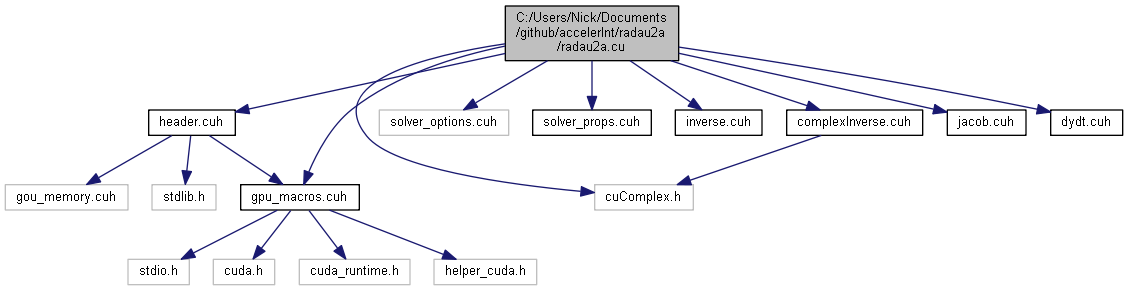 C:/Users/Nick/Documents
/github/accelerInt/radau2a
/radau2a.cu
header.cuh
solver_options.cuh
solver_props.cuh
inverse.cuh
complexInverse.cuh
jacob.cuh
dydt.cuh
gou_memory.cuh
stdlib.h
gpu_macros.cuh
cuComplex.h
stdio.h
cuda.h
cuda_runtime.h
helper_cuda.h